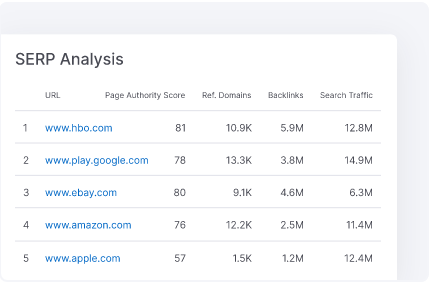 SERP Analysis
URL Page Authority Score Ref. Domains Backlinks Search Traffic
1 www.hbo.com 81 10.9K 5.9M 12.8M
2 www.play.google.com 78 13.3K 3.8M 14.9M
3 www.ebay.com 80 9.1K 4.6M 6.3M
4 www.amazon.com 76 12.2K 2.5M 11.4M
5 www.apple.com 57 1.5K 1.2M 12.4M